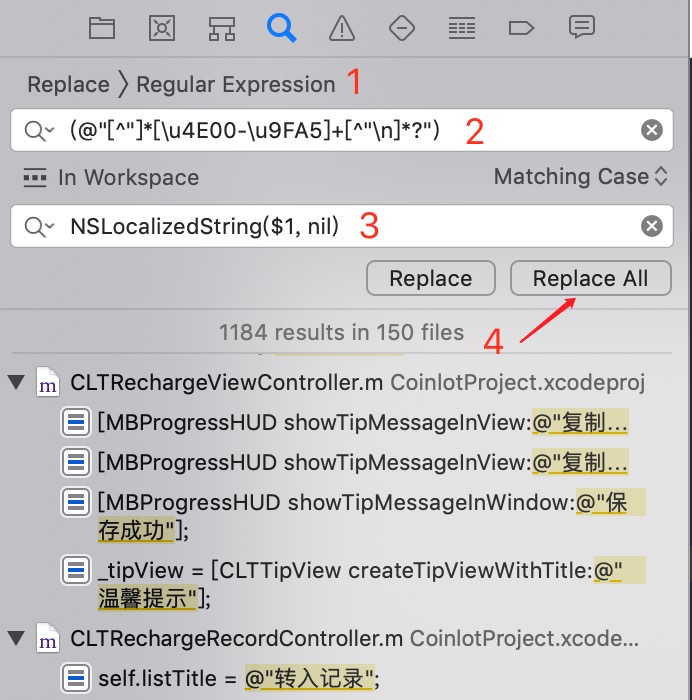 Replace 〉Regular Expression 1
(@"[^"]*[\u4E00-\u9FA5]+[^"\n]*?") 2
In Workspace Matching Case
NSLocalizedString($1, nil) 3
Replace Replace All
1184 results in 150 files 4
m CLTRechargeViewController.m CoinlotProject.xcodeproj
[MBProgressHUD showTipMessageInView:@"复制...
[MBProgressHUD showTipMessageInView:@"复制...
[MBProgressHUD showTipMessageInWindow:@"保
存成功"];
_tipView = [CLTTipView createTipViewWithTitle:@"
温馨提示"];
m CLTRechargeRecordController.m CoinlotProject.xcode...
self.listTitle = @"转入记录";